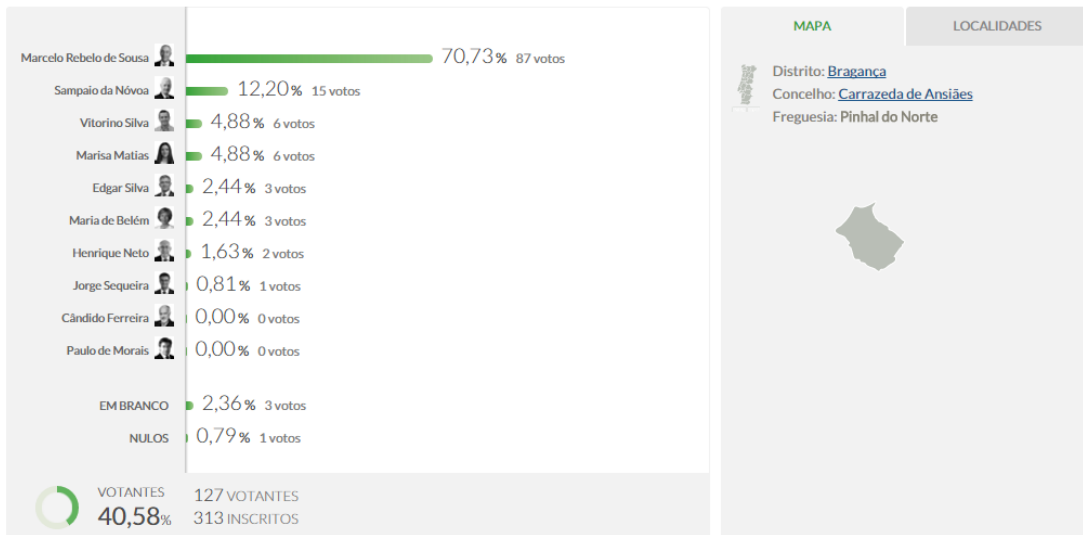 Marcelo Rebelo de Sousa 70,73% 87 votos
Sampaio da Nóvoa 12,20% 15 votos
Vitorino Silva 4,88% 6 votos
Marisa Matias 4,88% 6 votos
Edgar Silva 2,44% 3 votos
Maria de Belém 2,44% 3 votos
Henrique Neto 1,63% 2 votos
Jorge Sequeira 0,81% 1 votos
Cândido Ferreira 0,00% 0 votos
Paulo de Morais 0,00% 0 votos
EM BRANCO 2,36% 3 votos
NULOS 0,79% 1 votos
VOTANTES
40,58%
127 VOTANTES
313 INSCRITOS
MAPA
LOCALIDADES
Distrito: Bragança
Concelho: Carrazeda de Ansiães
Freguesia: Pinhal do Norte